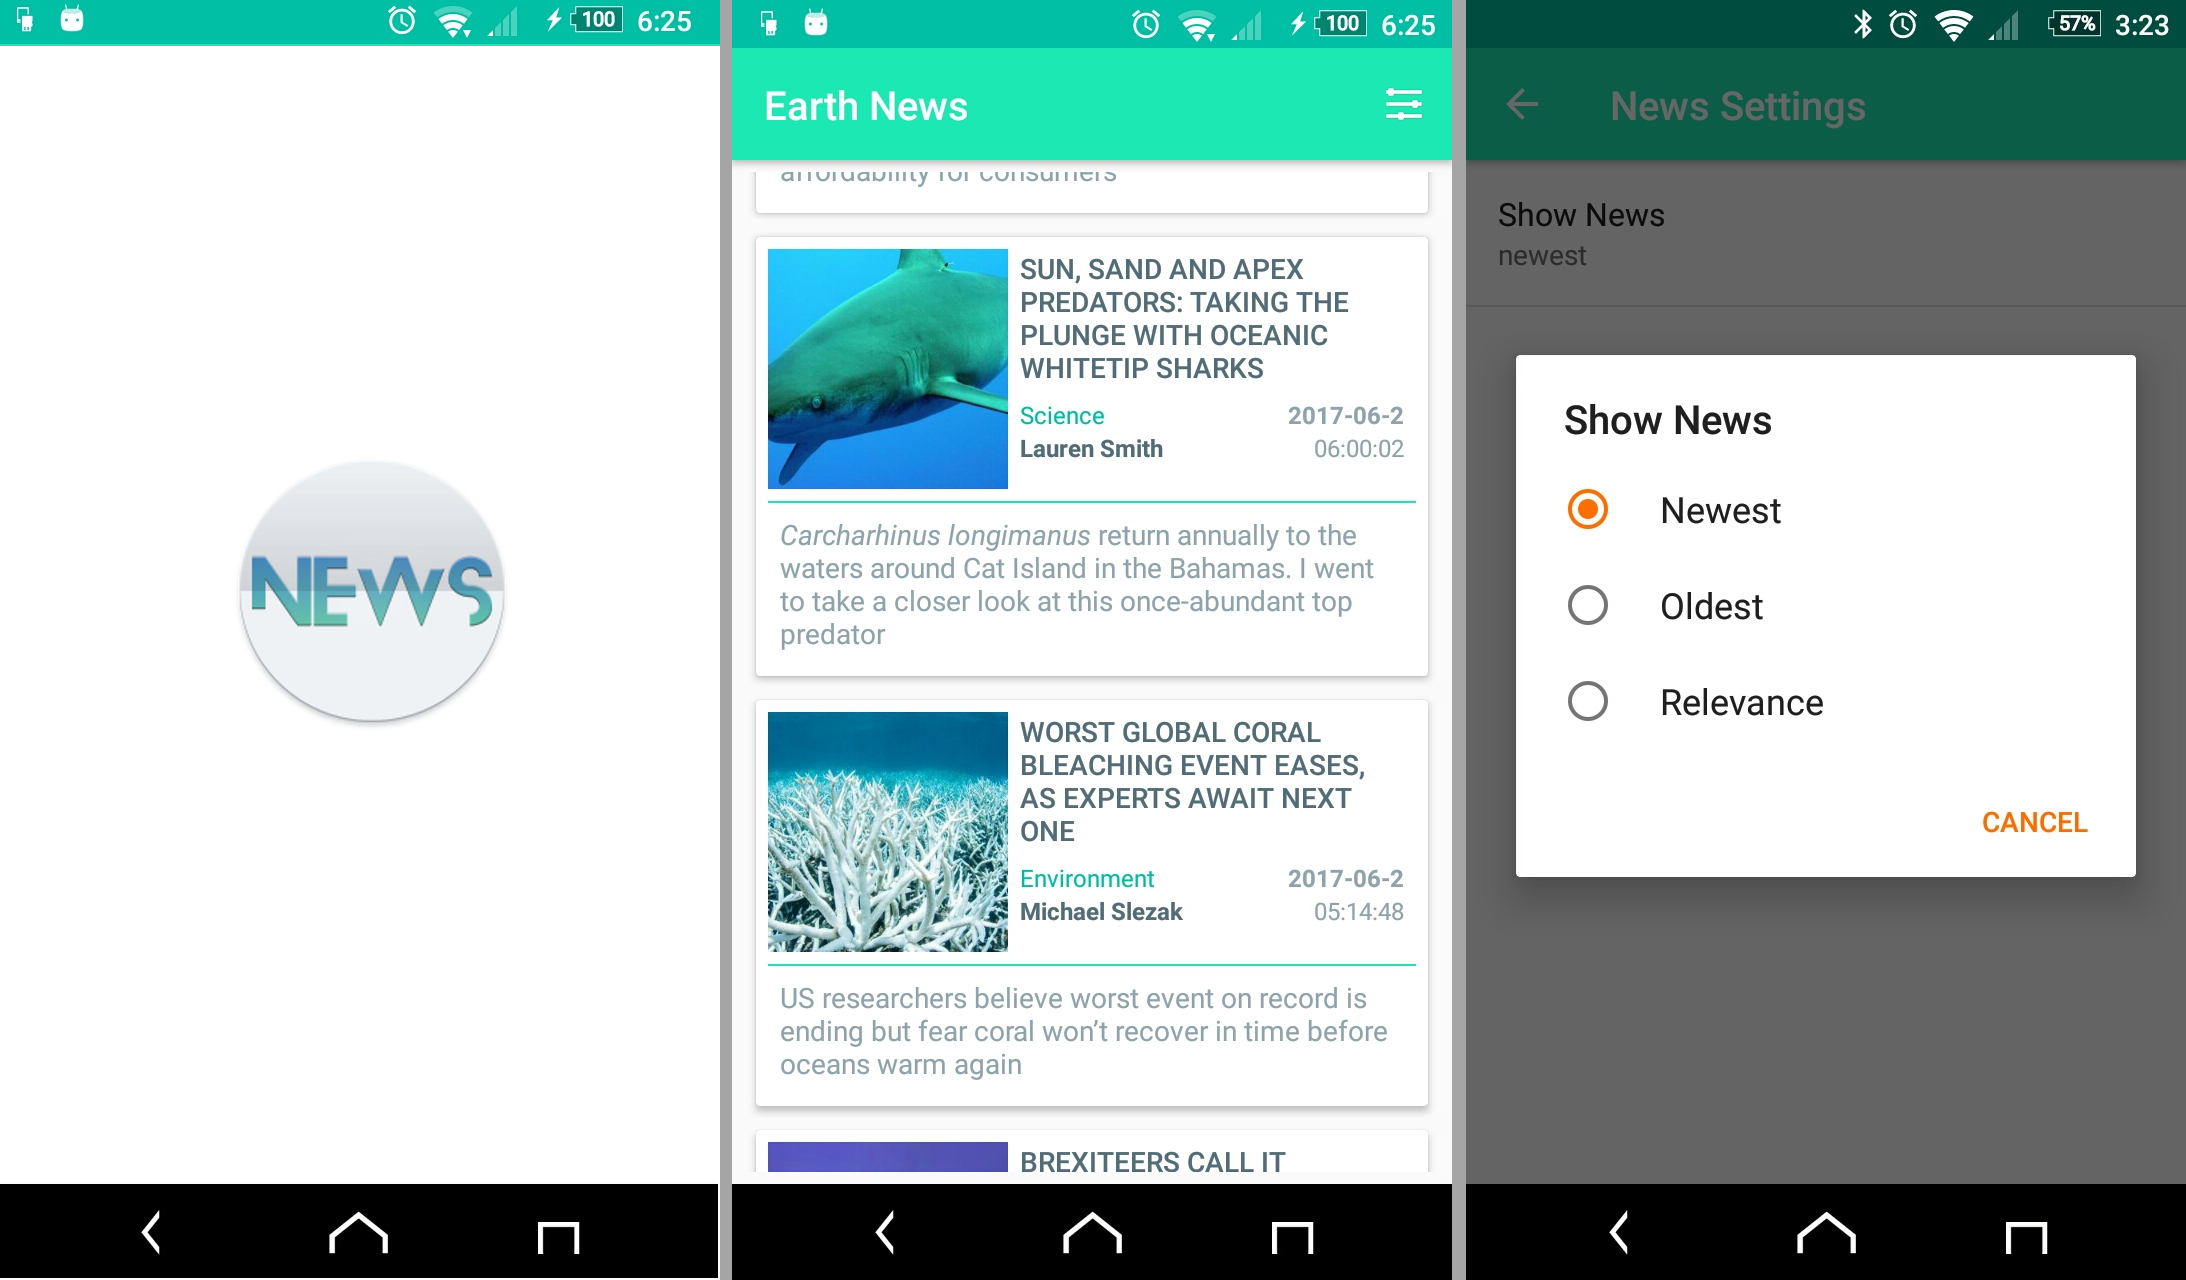 100 6:25
NEWS
100 6:25
Earth News
affordability for consumers
SUN, SAND AND APEX
PREDATORS: TAKING THE
PLUNGE WITH OCEANIC
WHITETIP SHARKS
Science 2017-06-2
Lauren Smith 06:00:02
Carcharhinus longimanus return annually to the
waters around Cat Island in the Bahamas. I went
to take a closer look at this once-abundant top
predator
WORST GLOBAL CORAL
BLEACHING EVENT EASES,
AS EXPERTS AWAIT NEXT
ONE
Environment 2017-06-2
Michael Slezak 05:14:48
US researchers believe worst event on record is
ending but fear coral won’t recover in time before
oceans warm again
BREXITEERS CALL IT
57% 3:23
News Settings
Show News
newest
Show News
Newest
Oldest
Relevance
CANCEL